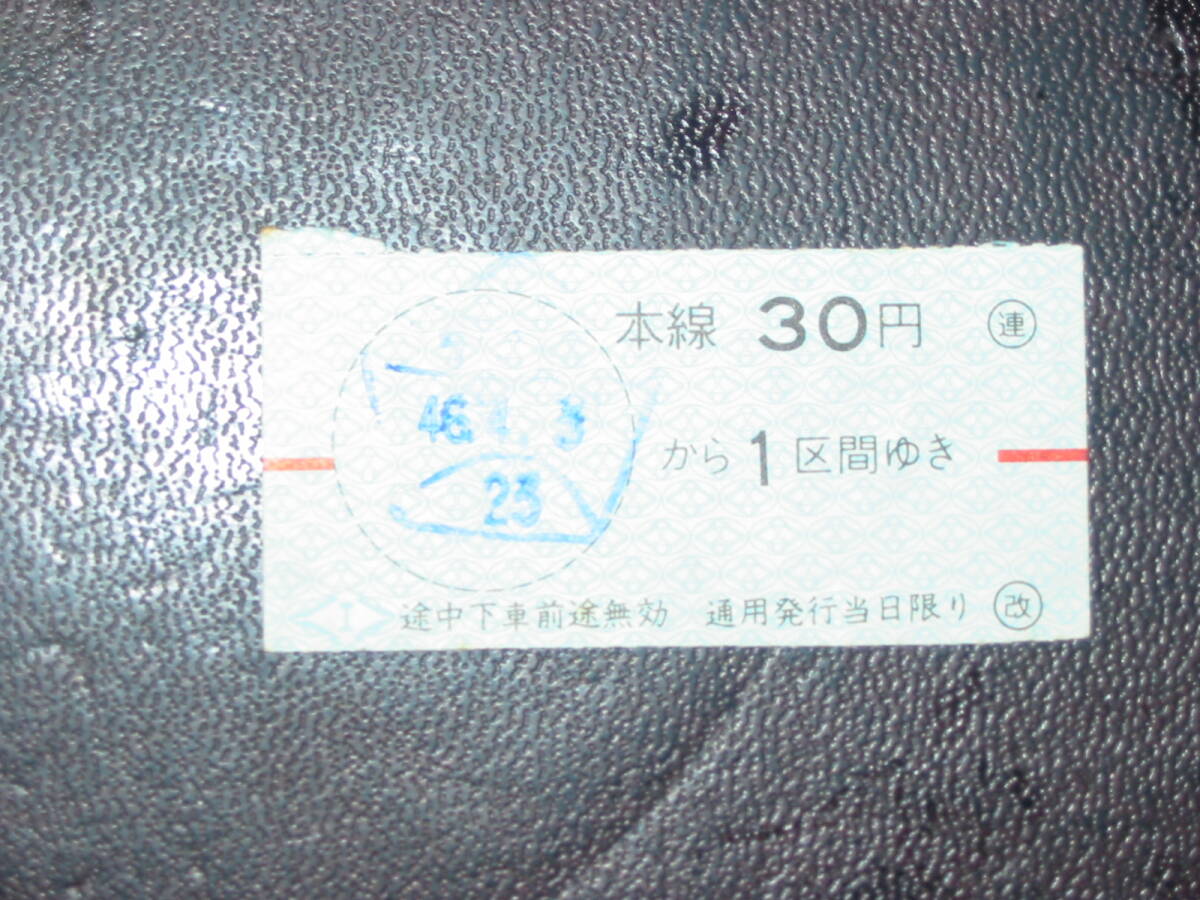 本線 30円 ㊋連
から1区間ゆき
46. 4. 3
23
途中下車前途無効 通用発行当日限り 改